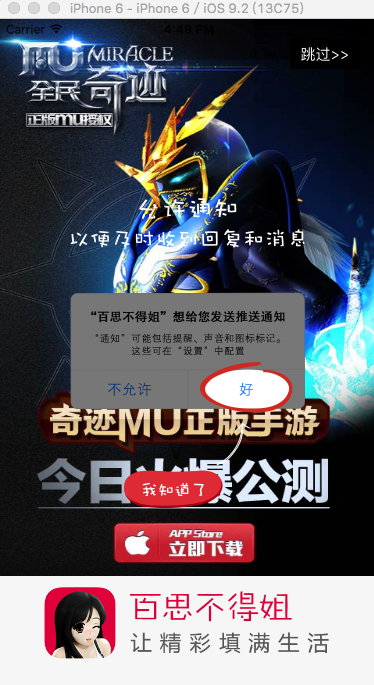 iPhone 6 - iPhone 6 / iOS 9.2 (13C75)
Carrier 4:49 PM
跳过>>
MU MIRACLE
全民奇迹
正版MU授权
允许通知
以便及时收到回复和消息
“百思不得姐”想给您发送推送通知
“通知”可能包括提醒、声音和图标标记。
这些可在“设置”中配置
不允许 好
奇迹MU正版手游
今日火爆公测
我知道了
APP Store
立即下载
百思不得姐
让精彩填满生活